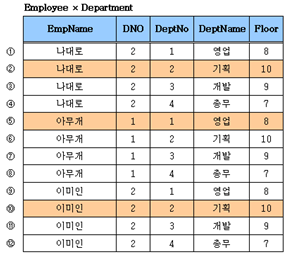 Employee × Department
EmpName DNO DeptNo DeptName Floor
① 나대로 2 1 영업 8
② 나대로 2 2 기획 10
③ 나대로 2 3 개발 9
④ 나대로 2 4 총무 7
⑤ 아무개 1 1 영업 8
⑥ 아무개 1 2 기획 10
⑦ 아무개 1 3 개발 9
⑧ 아무개 1 4 총무 7
⑨ 이미인 2 1 영업 8
⑩ 이미인 2 2 기획 10
⑪ 이미인 2 3 개발 9
⑫ 이미인 2 4 총무 7